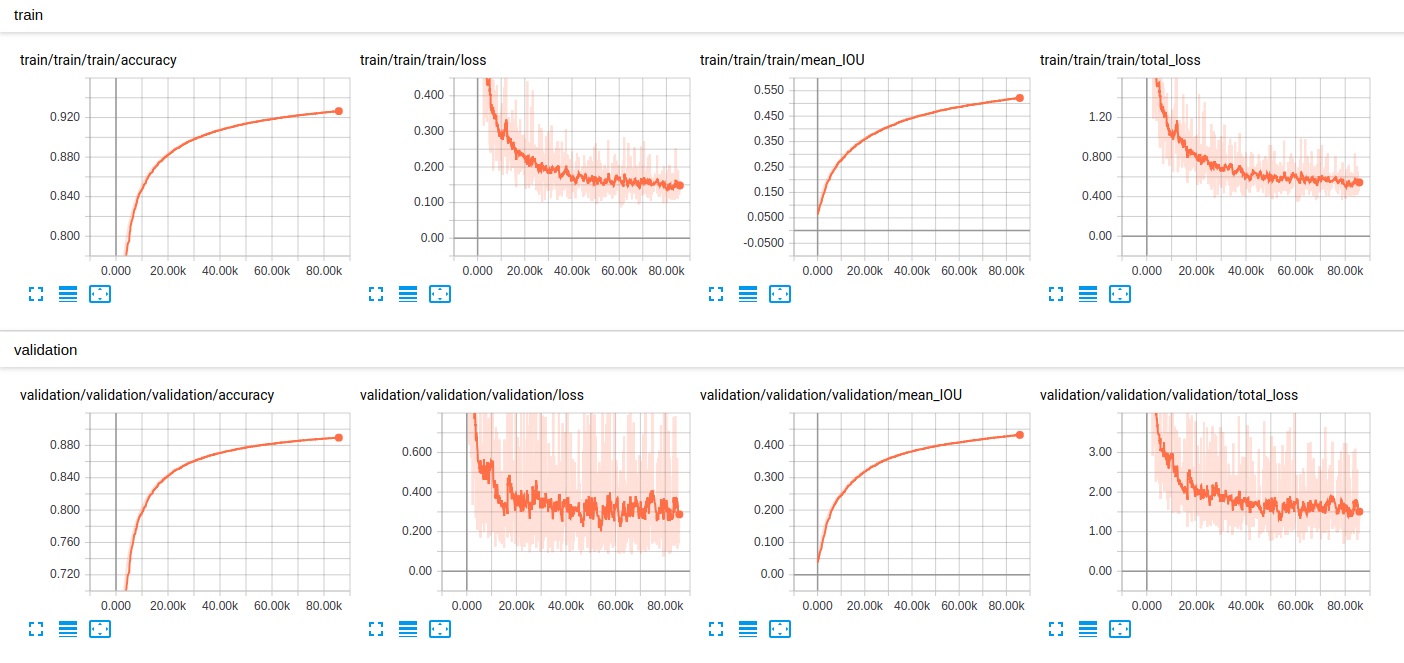 train
train/train/train/accuracy
0.920
0.880
0.840
0.800
0.000 20.00k 40.00k 60.00k 80.00k
train/train/train/loss
0.400
0.300
0.200
0.100
0.00
0.000 20.00k 40.00k 60.00k 80.00k
train/train/train/mean_IOU
0.550
0.450
0.350
0.250
0.150
0.0500
-0.0500
0.000 20.00k 40.00k 60.00k 80.00k
train/train/train/total_loss
1.20
0.800
0.400
0.00
0.000 20.00k 40.00k 60.00k 80.00k
validation
validation/validation/validation/accuracy
0.880
0.840
0.800
0.760
0.720
0.000 20.00k 40.00k 60.00k 80.00k
validation/validation/validation/loss
0.600
0.400
0.200
0.00
0.000 20.00k 40.00k 60.00k 80.00k
validation/validation/validation/mean_IOU
0.400
0.300
0.200
0.100
0.00
0.000 20.00k 40.00k 60.00k 80.00k
validation/validation/validation/total_loss
3.00
2.00
1.00
0.00
0.000 20.00k 40.00k 60.00k 80.00k